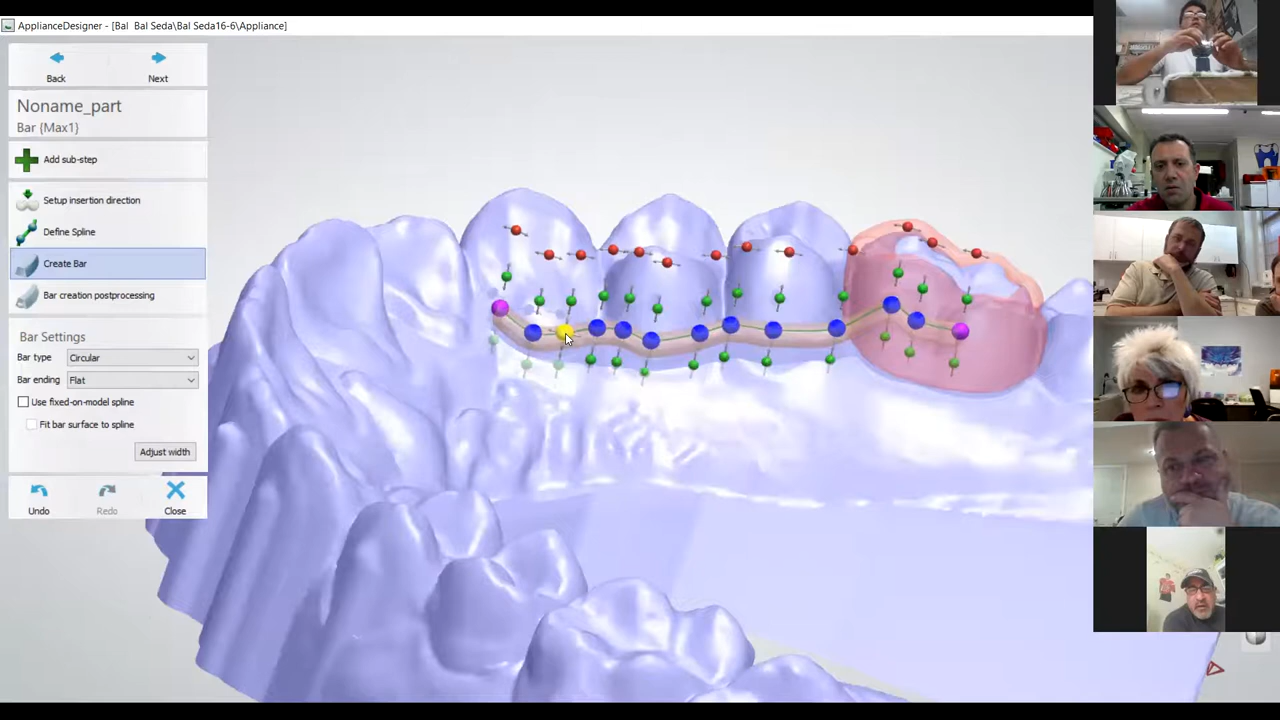 ApplianceDesigner - [Bal  Bal Seda\Bal Seda16-6\Appliance]
Back
Next
Noname_part
Bar {Max1}
Add sub-step
Setup insertion direction
Define Spline
Create Bar
Bar creation postprocessing
Bar Settings
Bar type
Circular
Bar ending
Flat
Use fixed-on-model spline
Fit bar surface to spline
Adjust width
Undo
Redo
Close